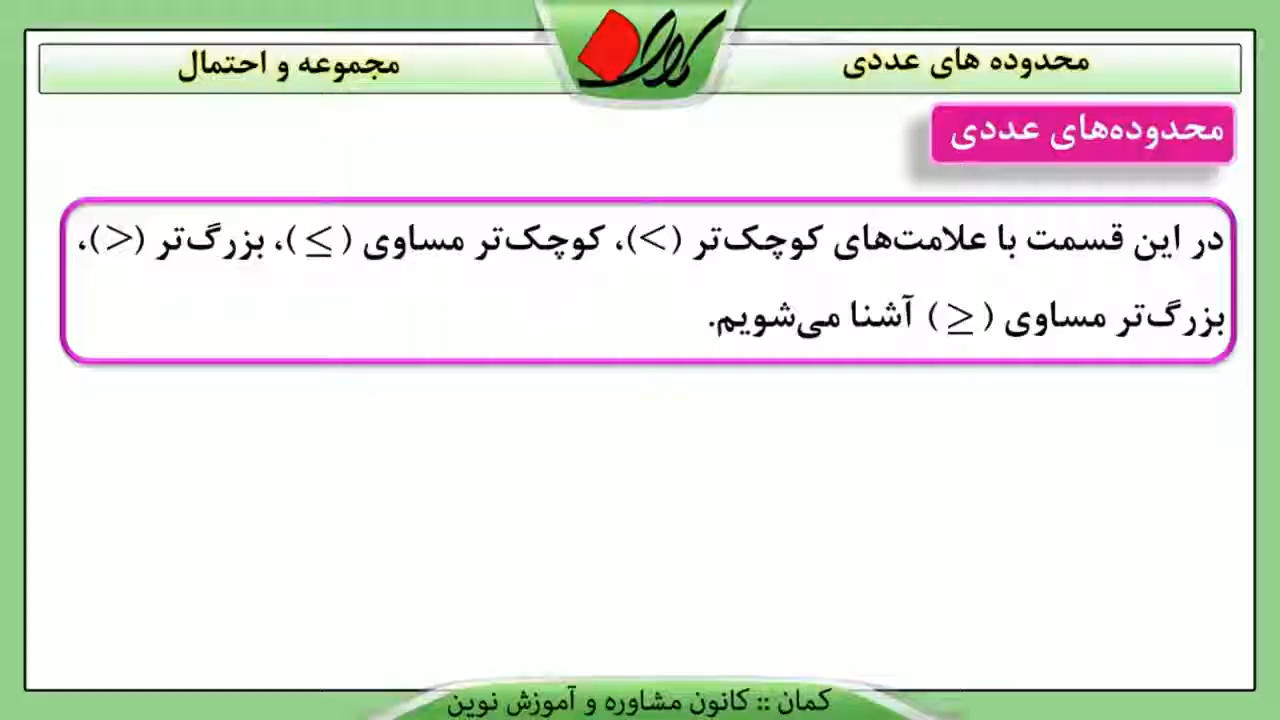 محدوده های عددی
مجموعه و احتمال
محدوده‌های عددی
در این قسمت با علامت‌های کوچک‌تر (<)، کوچک‌تر مساوی ( ≤ )، بزرگ‌تر (>)،
بزرگ‌تر مساوی ( ≥ ) آشنا می‌شویم.
کمان :: کانون مشاوره و آموزش نوین